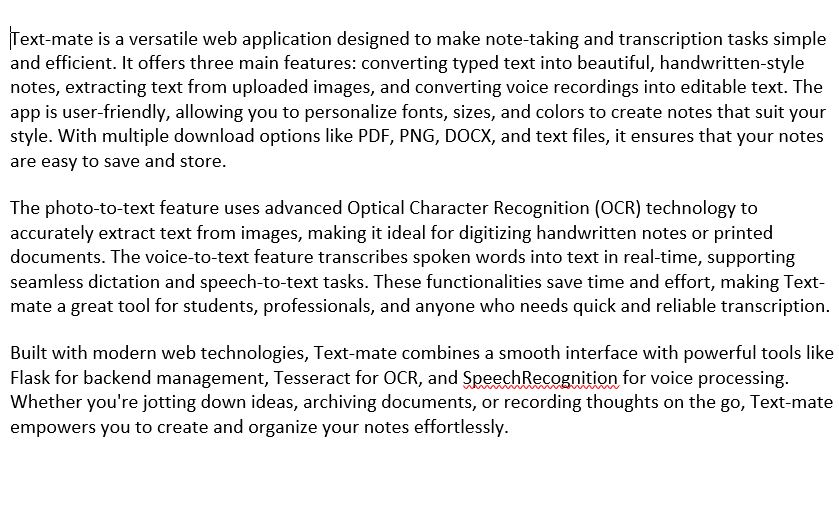 Text-mate is a versatile web application designed to make note-taking and transcription tasks simple
and efficient. It offers three main features: converting typed text into beautiful, handwritten-style
notes, extracting text from uploaded images, and converting voice recordings into editable text. The
app is user-friendly, allowing you to personalize fonts, sizes, and colors to create notes that suit your
style. With multiple download options like PDF, PNG, DOCX, and text files, it ensures that your notes
are easy to save and store.
The photo-to-text feature uses advanced Optical Character Recognition (OCR) technology to
accurately extract text from images, making it ideal for digitizing handwritten notes or printed
documents. The voice-to-text feature transcribes spoken words into text in real-time, supporting
seamless dictation and speech-to-text tasks. These functionalities save time and effort, making Text-
mate a great tool for students, professionals, and anyone who needs quick and reliable transcription.
Built with modern web technologies, Text-mate combines a smooth interface with powerful tools like
Flask for backend management, Tesseract for OCR, and SpeechRecognition for voice processing.
Whether you're jotting down ideas, archiving documents, or recording thoughts on the go, Text-mate
empowers you to create and organize your notes effortlessly.